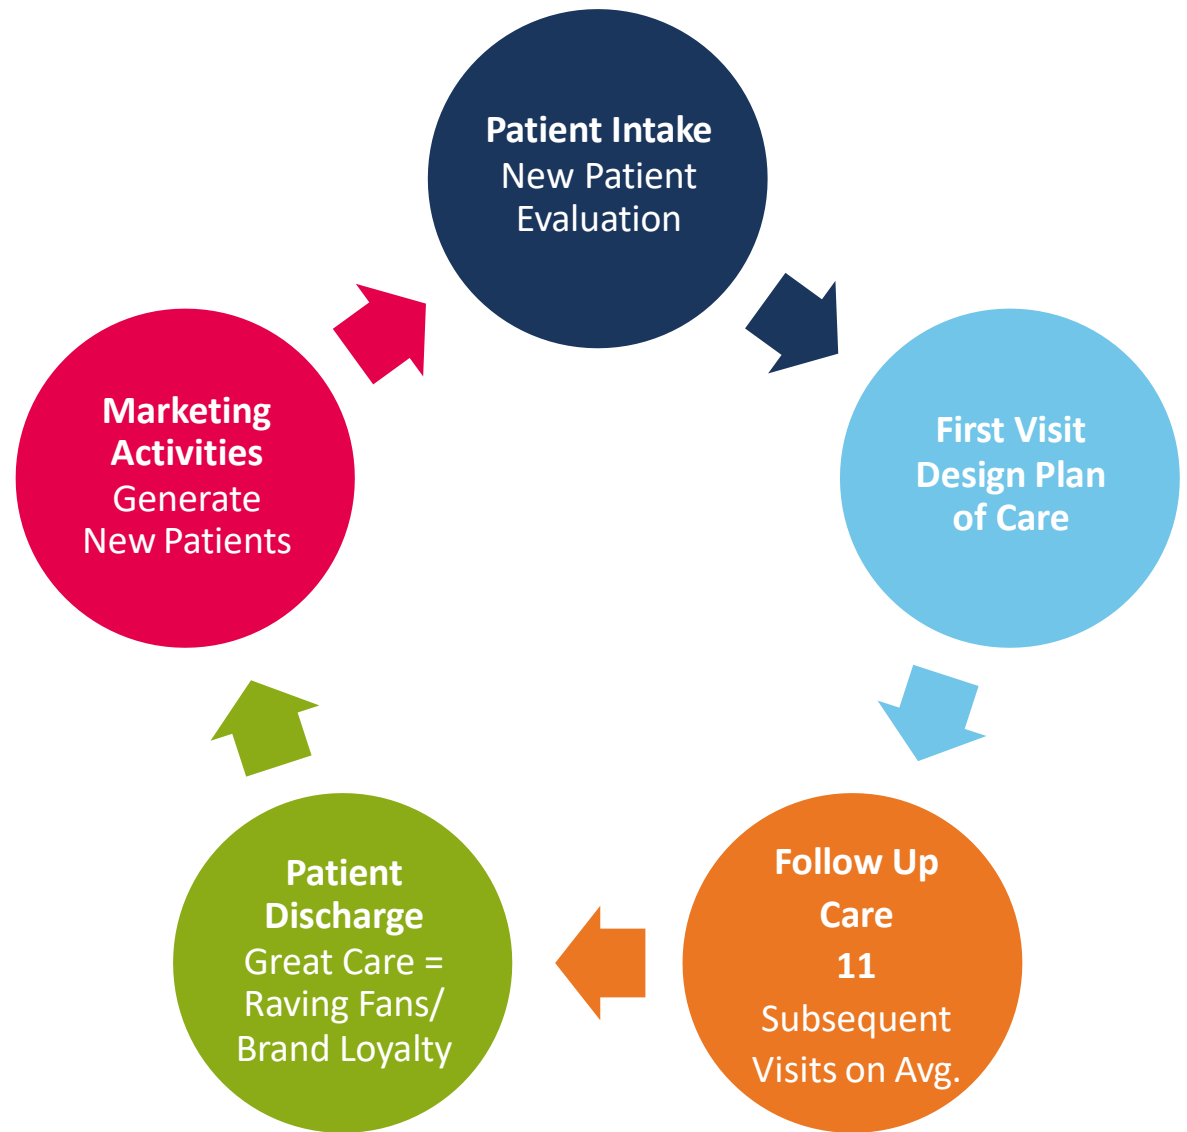 Patient Intake
New Patient
Evaluation
First Visit
Design Plan
of Care
Follow Up
Care
11
Subsequent
Visits on Avg.
Patient
Discharge
Great Care =
Raving Fans/
Brand Loyalty
Marketing
Activities
Generate
New Patients